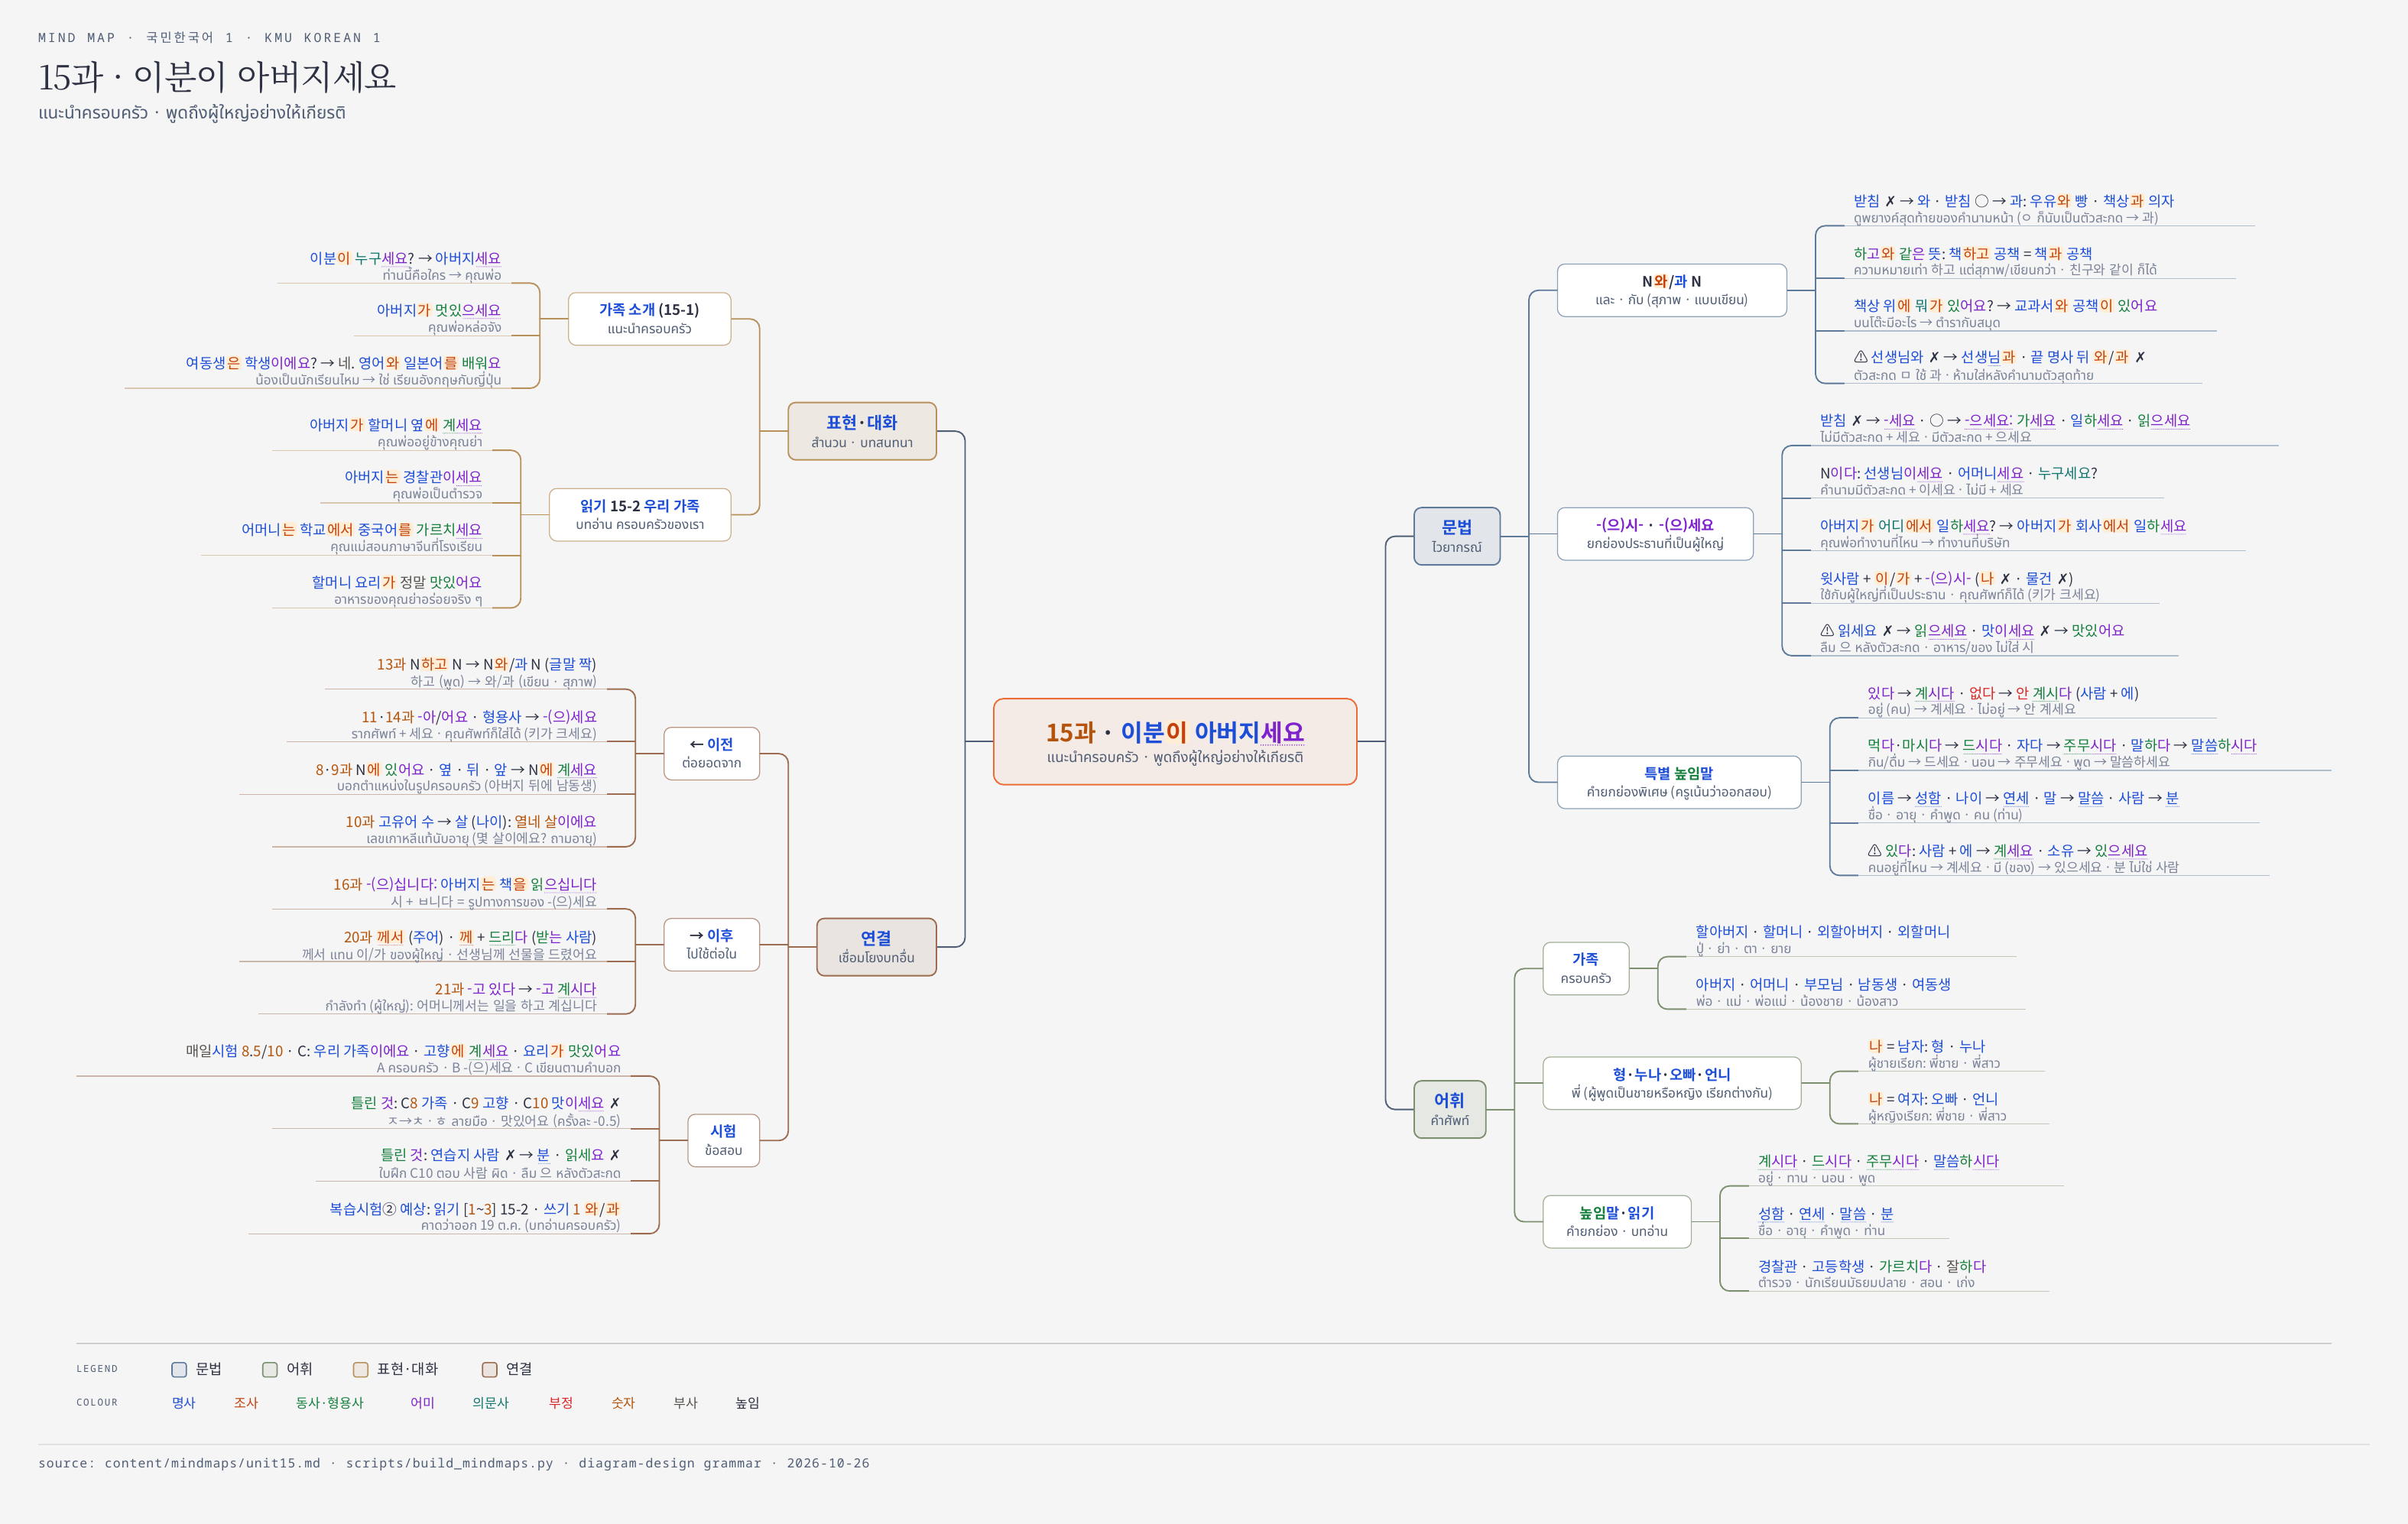 MIND MAP · 국민한국어 1 · KMU KOREAN 1
15과 · 이분이 아버지세요
แนะนำครอบครัว · พูดถึงผู้ใหญ่อย่างให้เกียรติ
이분이 누구세요? → 아버지세요
ท่านนี้คือใคร → คุณพ่อ
아버지가 멋있으세요
คุณพ่อหล่อจัง
여동생은 학생이에요? → 네. 영어와 일본어를 배워요
น้องเป็นนักเรียนไหม → ใช่ เรียนอังกฤษกับญี่ปุ่น
가족 소개 (15-1)
แนะนำครอบครัว
아버지가 할머니 옆에 계세요
คุณพ่ออยู่ข้างคุณย่า
아버지는 경찰관이세요
คุณพ่อเป็นตำรวจ
어머니는 학교에서 중국어를 가르치세요
คุณแม่สอนภาษาจีนที่โรงเรียน
할머니 요리가 정말 맛있어요
อาหารของคุณย่าอร่อยจริง ๆ
읽기 15-2 우리 가족
บทอ่าน ครอบครัวของเรา
표현·대화
สำนวน · บทสนทนา
13과 N하고 N → N와/과 N (글말 짝)
하고 (พูด) → 와/과 (เขียน · สุภาพ)
11·14과 -아/어요 · 형용사 → -(으)세요
รากศัพท์ + 세요 · คุณศัพท์ก็ใส่ได้ (키가 크세요)
8·9과 N에 있어요 · 옆 · 뒤 · 앞 → N에 계세요
บอกตำแหน่งในรูปครอบครัว (아버지 뒤에 남동생)
10과 고유어 수 → 살 (나이): 열네 살이에요
เลขเกาหลีแท้นับอายุ (몇 살이에요? ถามอายุ)
← 이전
ต่อยอดจาก
16과 -(으)십니다: 아버지는 책을 읽으십니다
시 + ㅂ니다 = รูปทางการของ -(으)세요
20과 께서 (주어) · 께 + 드리다 (받는 사람)
께서 แทน 이/가 ของผู้ใหญ่ · 선생님께 선물을 드렸어요
21과 -고 있다 → -고 계시다
กำลังทำ (ผู้ใหญ่): 어머니께서는 일을 하고 계십니다
→ 이후
ไปใช้ต่อใน
매일시험 8.5/10 · C: 우리 가족이에요 · 고향에 계세요 · 요리가 맛있어요
A ครอบครัว · B -(으)세요 · C เขียนตามคำบอก
틀린 것: C8 가족 · C9 고향 · C10 맛이세요 ✗
ㅈ→ㅊ · ㅎ ลายมือ · 맛있어요 (ครั้งละ -0.5)
틀린 것: 연습지 사람 ✗ → 분 · 읽세요 ✗
ใบฝึก C10 ตอบ 사람 ผิด · ลืม 으 หลังตัวสะกด
복습시험② 예상: 읽기 [1~3] 15-2 · 쓰기 1 와/과
คาดว่าออก 19 ต.ค. (บทอ่านครอบครัว)
시험
ข้อสอบ
연결
เชื่อมโยงบทอื่น
15과 · 이분이 아버지세요
แนะนำครอบครัว · พูดถึงผู้ใหญ่อย่างให้เกียรติ
문법
ไวยากรณ์
N와/과 N
และ · กับ (สุภาพ · แบบเขียน)
받침 ✗ → 와 · 받침 ○ → 과: 우유와 빵 · 책상과 의자
ดูพยางค์สุดท้ายของคำนามหน้า (ㅇ ก็นับเป็นตัวสะกด → 과)
하고와 같은 뜻: 책하고 공책 = 책과 공책
ความหมายเท่า 하고 แต่สุภาพ/เขียนกว่า · 친구와 같이 ก็ได้
책상 위에 뭐가 있어요? → 교과서와 공책이 있어요
บนโต๊ะมีอะไร → ตำรากับสมุด
⚠ 선생님와 ✗ → 선생님과 · 끝 명사 뒤 와/과 ✗
ตัวสะกด ㅁ ใช้ 과 · ห้ามใส่หลังคำนามตัวสุดท้าย
-(으)시- · -(으)세요
ยกย่องประธานที่เป็นผู้ใหญ่
받침 ✗ → -세요 · ○ → -으세요: 가세요 · 일하세요 · 읽으세요
ไม่มีตัวสะกด + 세요 · มีตัวสะกด + 으세요
N이다: 선생님이세요 · 어머니세요 · 누구세요?
คำนามมีตัวสะกด + 이세요 · ไม่มี + 세요
아버지가 어디에서 일하세요? → 아버지가 회사에서 일하세요
คุณพ่อทำงานที่ไหน → ทำงานที่บริษัท
윗사람 + 이/가 + -(으)시- (나 ✗ · 물건 ✗)
ใช้กับผู้ใหญ่ที่เป็นประธาน · คุณศัพท์ก็ได้ (키가 크세요)
⚠ 읽세요 ✗ → 읽으세요 · 맛이세요 ✗ → 맛있어요
ลืม 으 หลังตัวสะกด · อาหาร/ของ ไม่ใส่ 시
특별 높임말
คำยกย่องพิเศษ (ครูเน้นว่าออกสอบ)
있다 → 계시다 · 없다 → 안 계시다 (사람 + 에)
อยู่ (คน) → 계세요 · ไม่อยู่ → 안 계세요
먹다·마시다 → 드시다 · 자다 → 주무시다 · 말하다 → 말씀하시다
กิน/ดื่ม → 드세요 · นอน → 주무세요 · พูด → 말씀하세요
이름 → 성함 · 나이 → 연세 · 말 → 말씀 · 사람 → 분
ชื่อ · อายุ · คำพูด · คน (ท่าน)
⚠ 있다: 사람 + 에 → 계세요 · 소유 → 있으세요
คนอยู่ที่ไหน → 계세요 · มี (ของ) → 있으세요 · 분 ไม่ใช่ 사람
어휘
คำศัพท์
가족
ครอบครัว
할아버지 · 할머니 · 외할아버지 · 외할머니
ปู่ · ย่า · ตา · ยาย
아버지 · 어머니 · 부모님 · 남동생 · 여동생
พ่อ · แม่ · พ่อแม่ · น้องชาย · น้องสาว
형·누나·오빠·언니
พี่ (ผู้พูดเป็นชายหรือหญิง เรียกต่างกัน)
나 = 남자: 형 · 누나
ผู้ชายเรียก: พี่ชาย · พี่สาว
나 = 여자: 오빠 · 언니
ผู้หญิงเรียก: พี่ชาย · พี่สาว
높임말·읽기
คำยกย่อง · บทอ่าน
계시다 · 드시다 · 주무시다 · 말씀하시다
อยู่ · ทาน · นอน · พูด
성함 · 연세 · 말씀 · 분
ชื่อ · อายุ · คำพูด · ท่าน
경찰관 · 고등학생 · 가르치다 · 잘하다
ตำรวจ · นักเรียนมัธยมปลาย · สอน · เก่ง
LEGEND 문법 어휘 표현·대화 연결
COLOUR 명사 조사 동사·형용사 어미 의문사 부정 숫자 부사 높임
source: content/mindmaps/unit15.md · scripts/build_mindmaps.py · diagram-design grammar · 2026-10-26